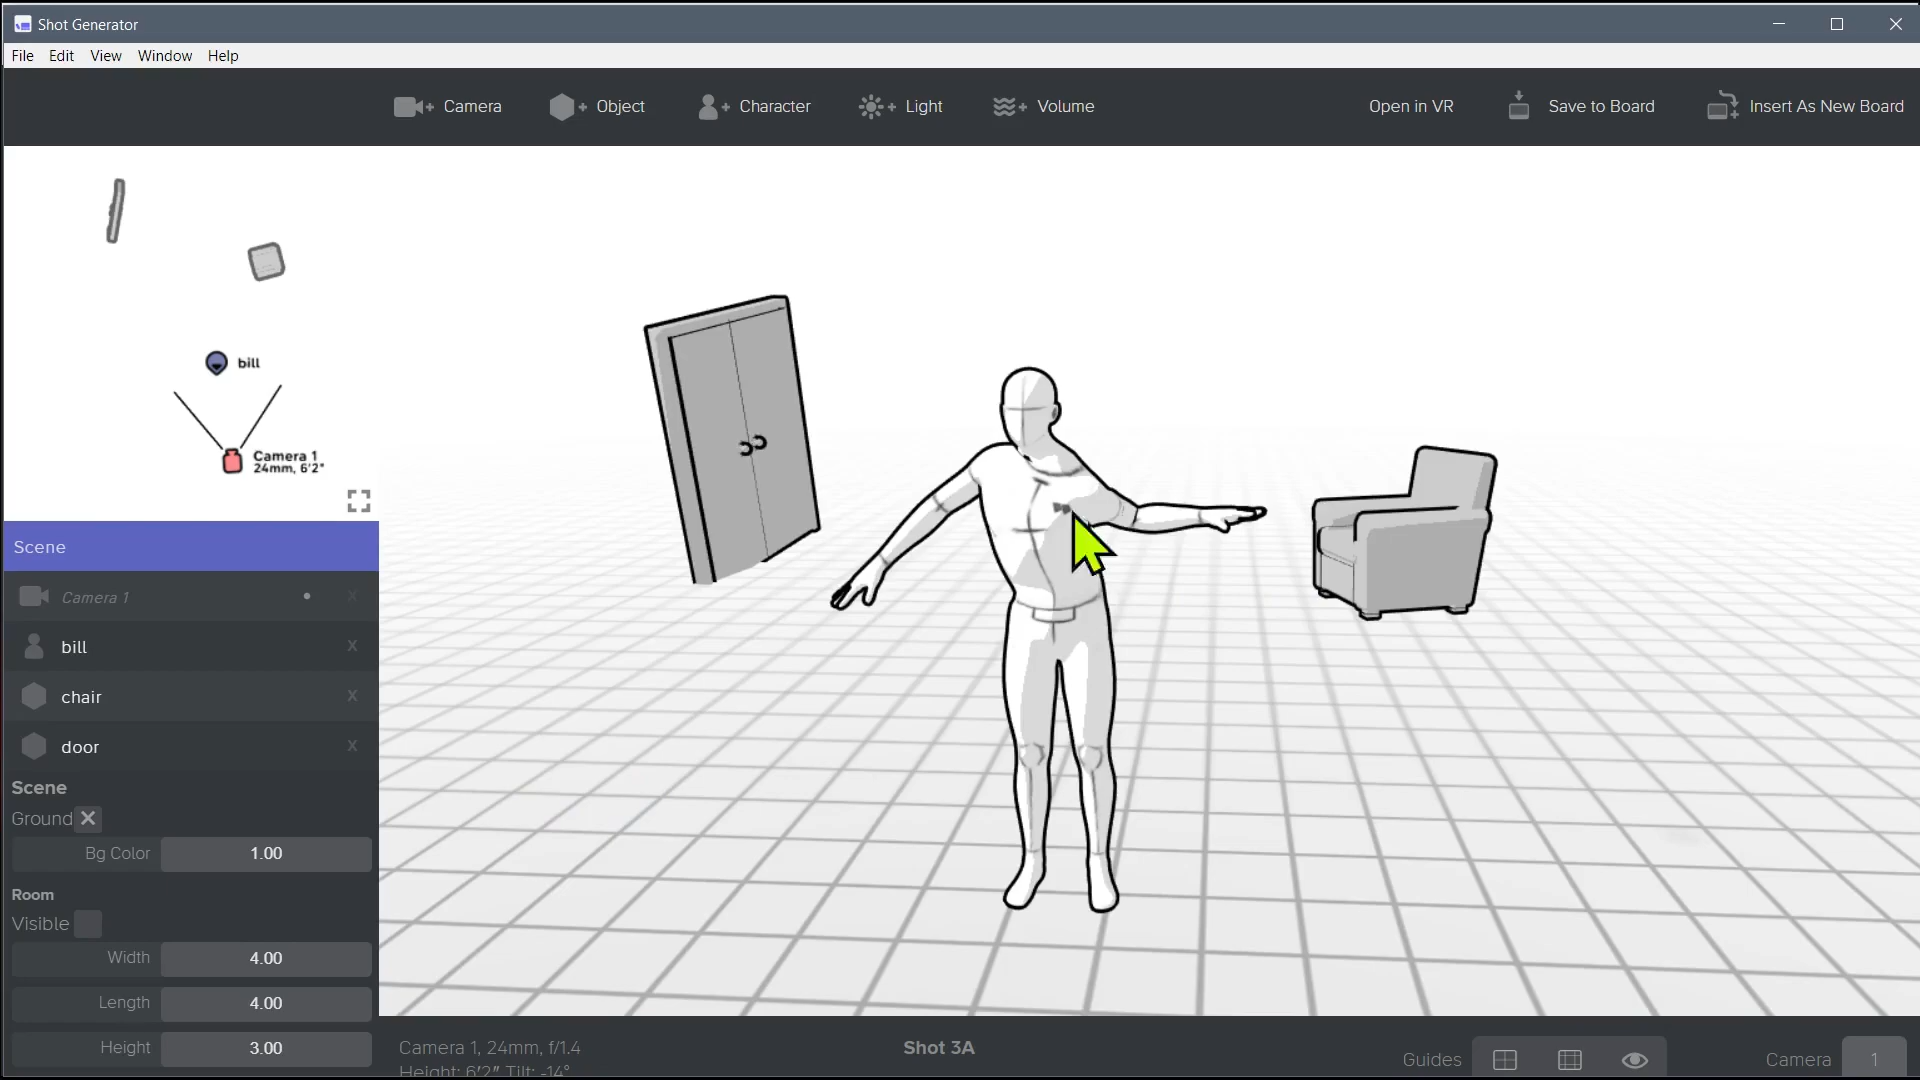 Shot Generator
File Edit View Window Help
Camera Object Character Light Volume Open in VR Save to Board Insert As New Board
bill
Camera 1
24mm, 6'2"
Scene
Camera 1 X
bill X
chair X
door X
Scene
Ground X
Bg Color 1.00
Room
Visible
Width 4.00
Length 4.00
Height 3.00
Camera 1, 24mm, f/1.4
Height: 6'2" Tilt: -14°
Shot 3A
Guides
Camera 1